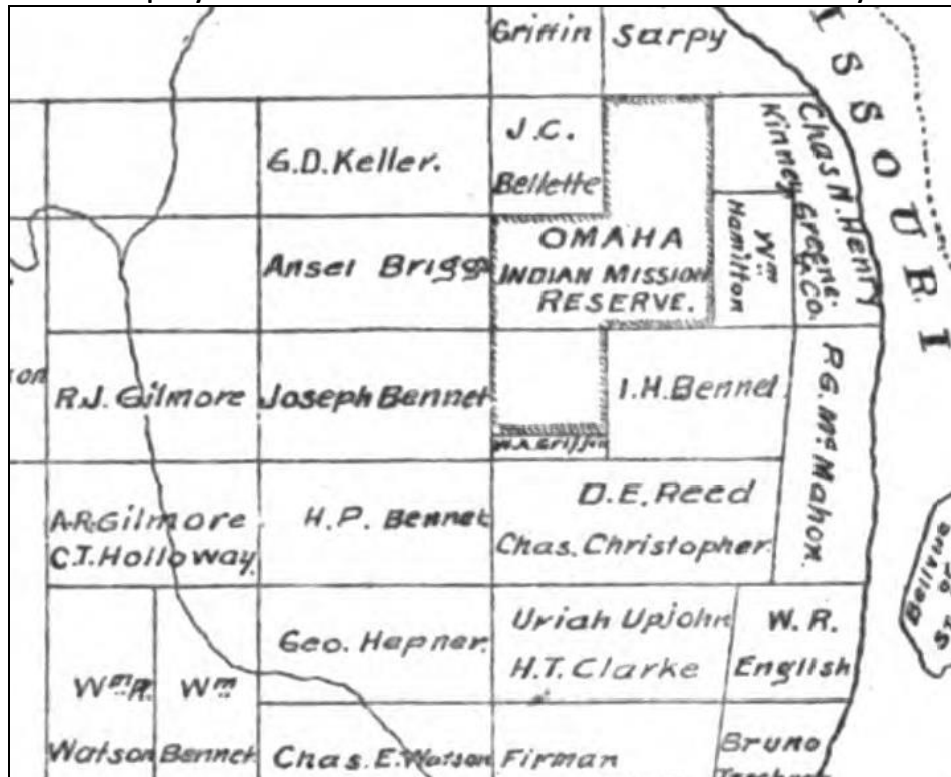 Griffin
Sarpy
MISSOURI
G.D. Keller.
J.C.
Bellette
Kinney
Chas. H. Henry
Greene
& Co.
Wm
Hamilton
Ansel Briggs
OMAHA
INDIAN MISSION
RESERVE.
R.J. Gilmore
Joseph Bennet
I.H. Bennet
R.G. McMahon.
A.R. Gilmore
C.I. Holloway.
H.P. Bennet
D.E. Reed
Chas. Christopher.
Geo. Hepner.
Uriah Upjohn
H.T. Clarke
W.R.
English
Wm R.
Watson
Wm
Bennet
Chas. E. Watson
Firman
Bruno